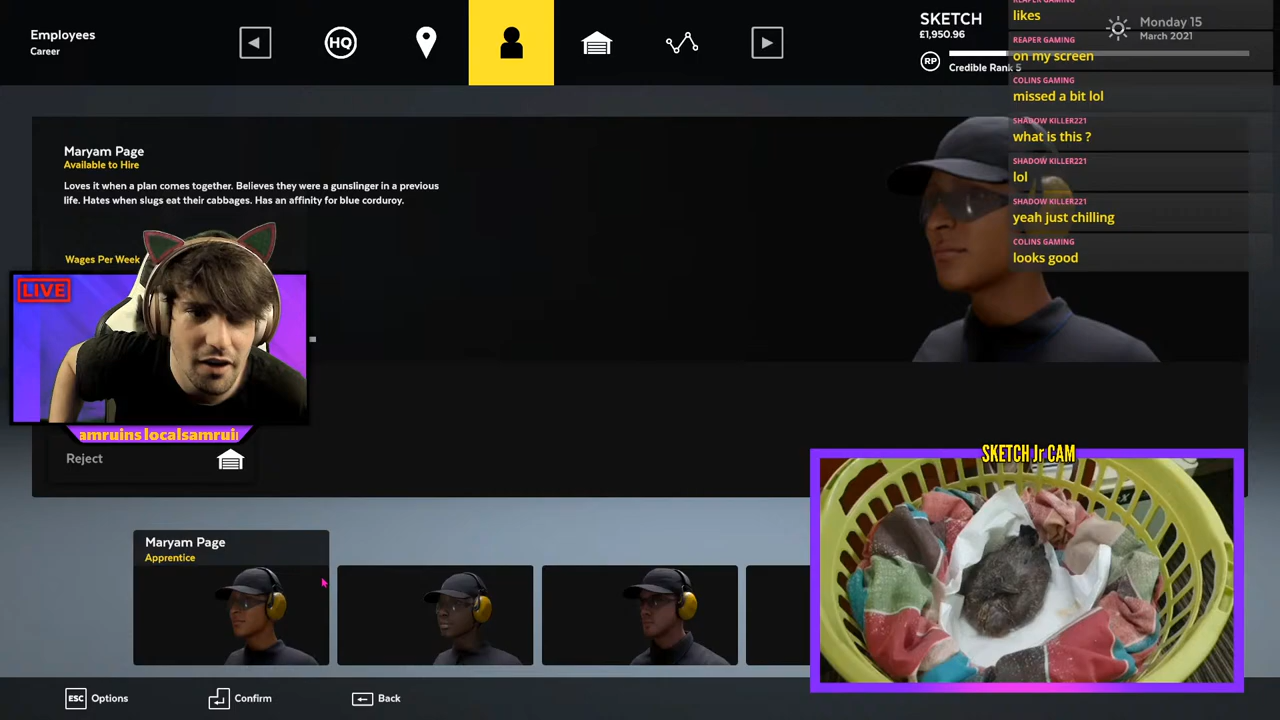 Employees
Career
HQ
SKETCH
£1,950.96
RP
Credible Rank 5
Monday 15
March 2021
REAPER GAMING
likes
REAPER GAMING
on my screen
COLINS GAMING
missed a bit lol
SHADOW KILLER221
what is this ?
SHADOW KILLER221
lol
SHADOW KILLER221
yeah just chilling
COLINS GAMING
looks good
Maryam Page
Available to Hire
Loves it when a plan comes together. Believes they were a gunslinger in a previous
life. Hates when slugs eat their cabbages. Has an affinity for blue corduroy.
Wages Per Week
LIVE
amruins localsamrui
Reject
SKETCH Jr CAM
Maryam Page
Apprentice
ESC Options
Confirm
Back